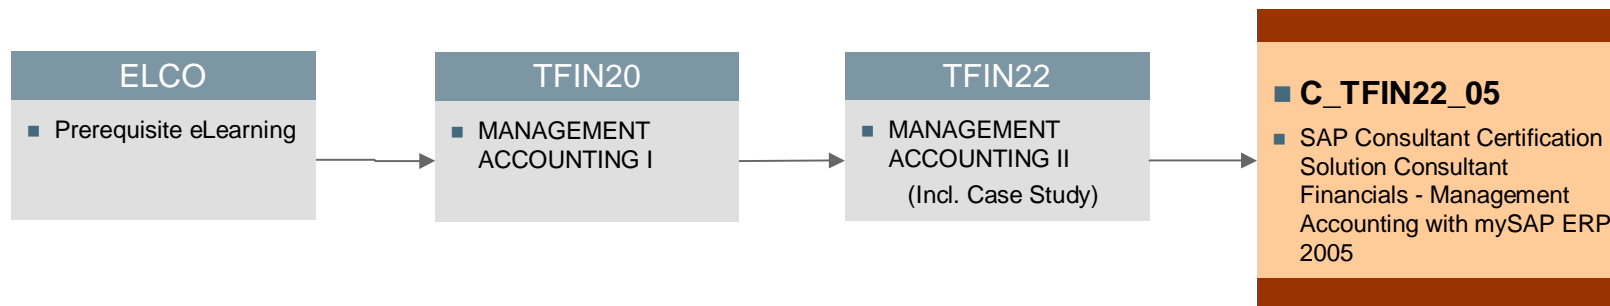 ELCO
Prerequisite eLearning
TFIN20
MANAGEMENT
ACCOUNTING I
TFIN22
MANAGEMENT
ACCOUNTING II
(Incl. Case Study)
C_TFIN22_05
SAP Consultant Certification
Solution Consultant
Financials - Management
Accounting with mySAP ERP
2005